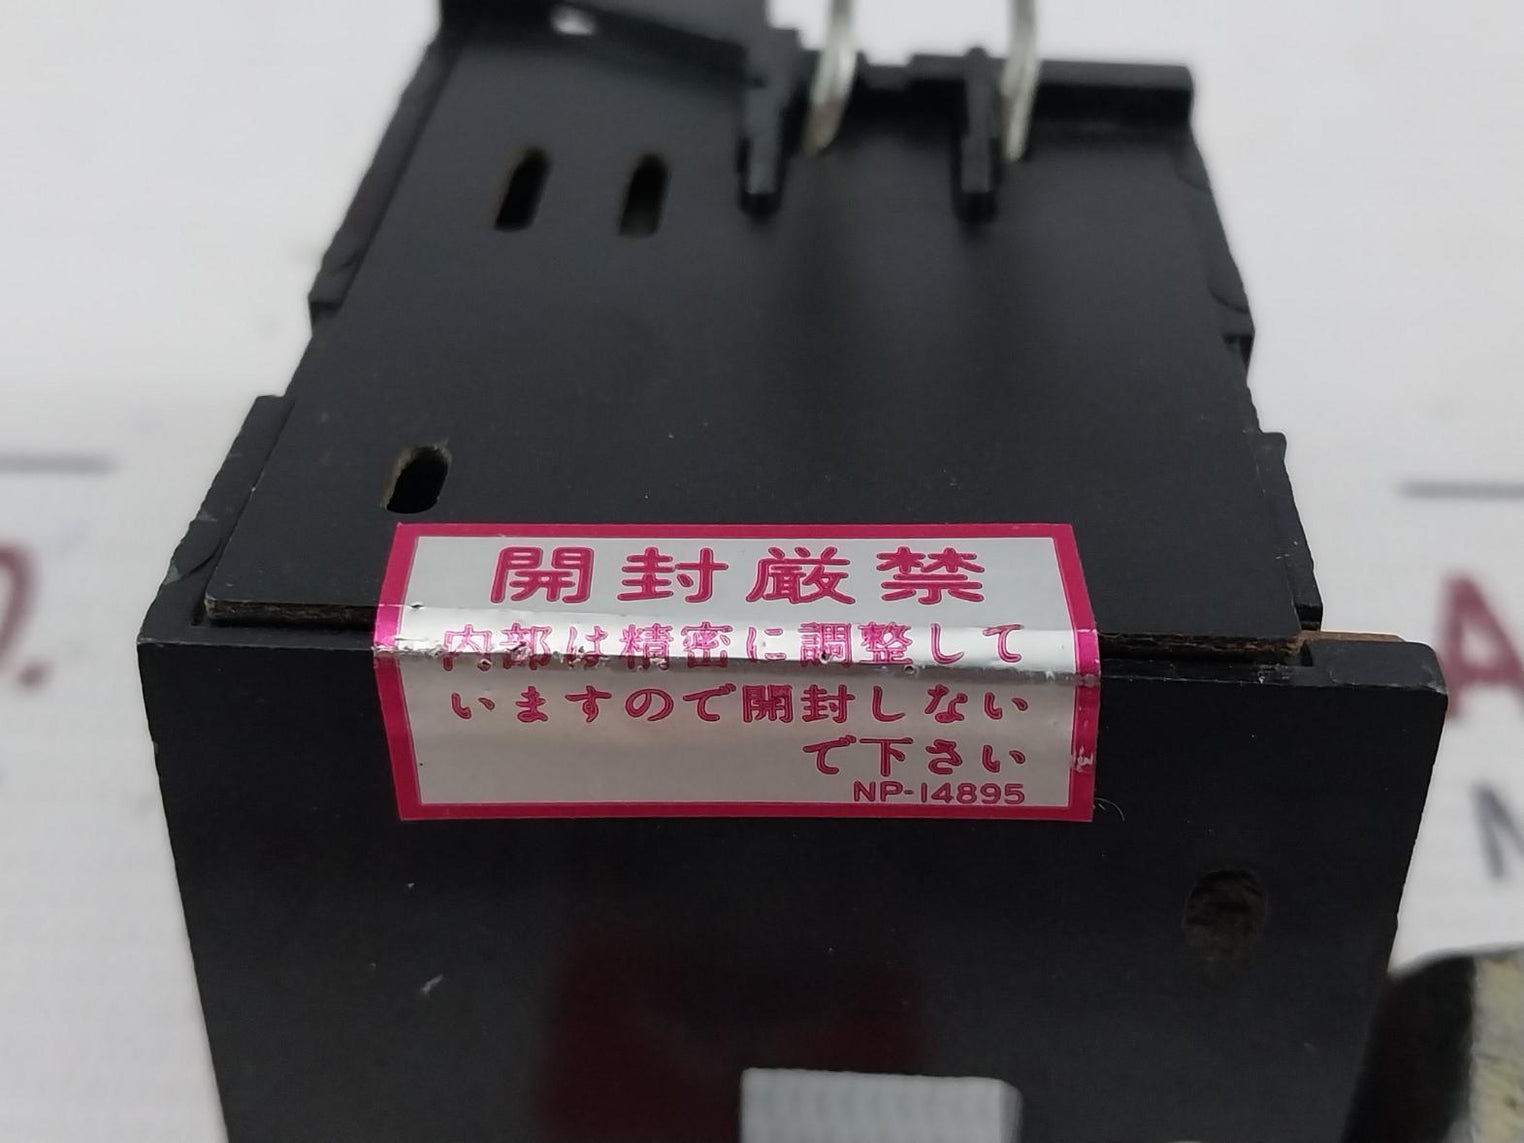 開封厳禁
内部は精密に調整して
いますので開封しない
で下さい
NP-14895